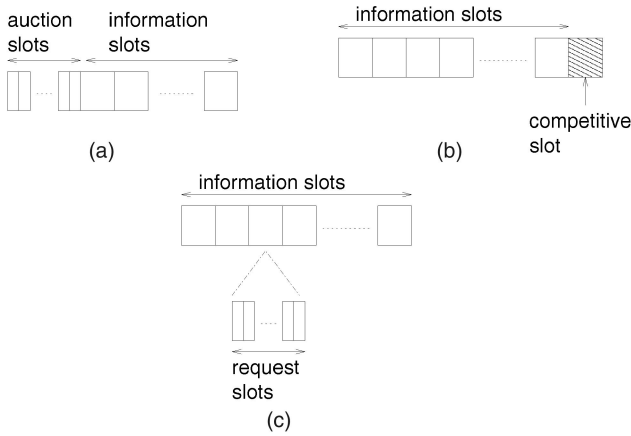 auction
slots
information
slots
(a)
information slots
competitive
slot
(b)
information slots
request
slots
(c)